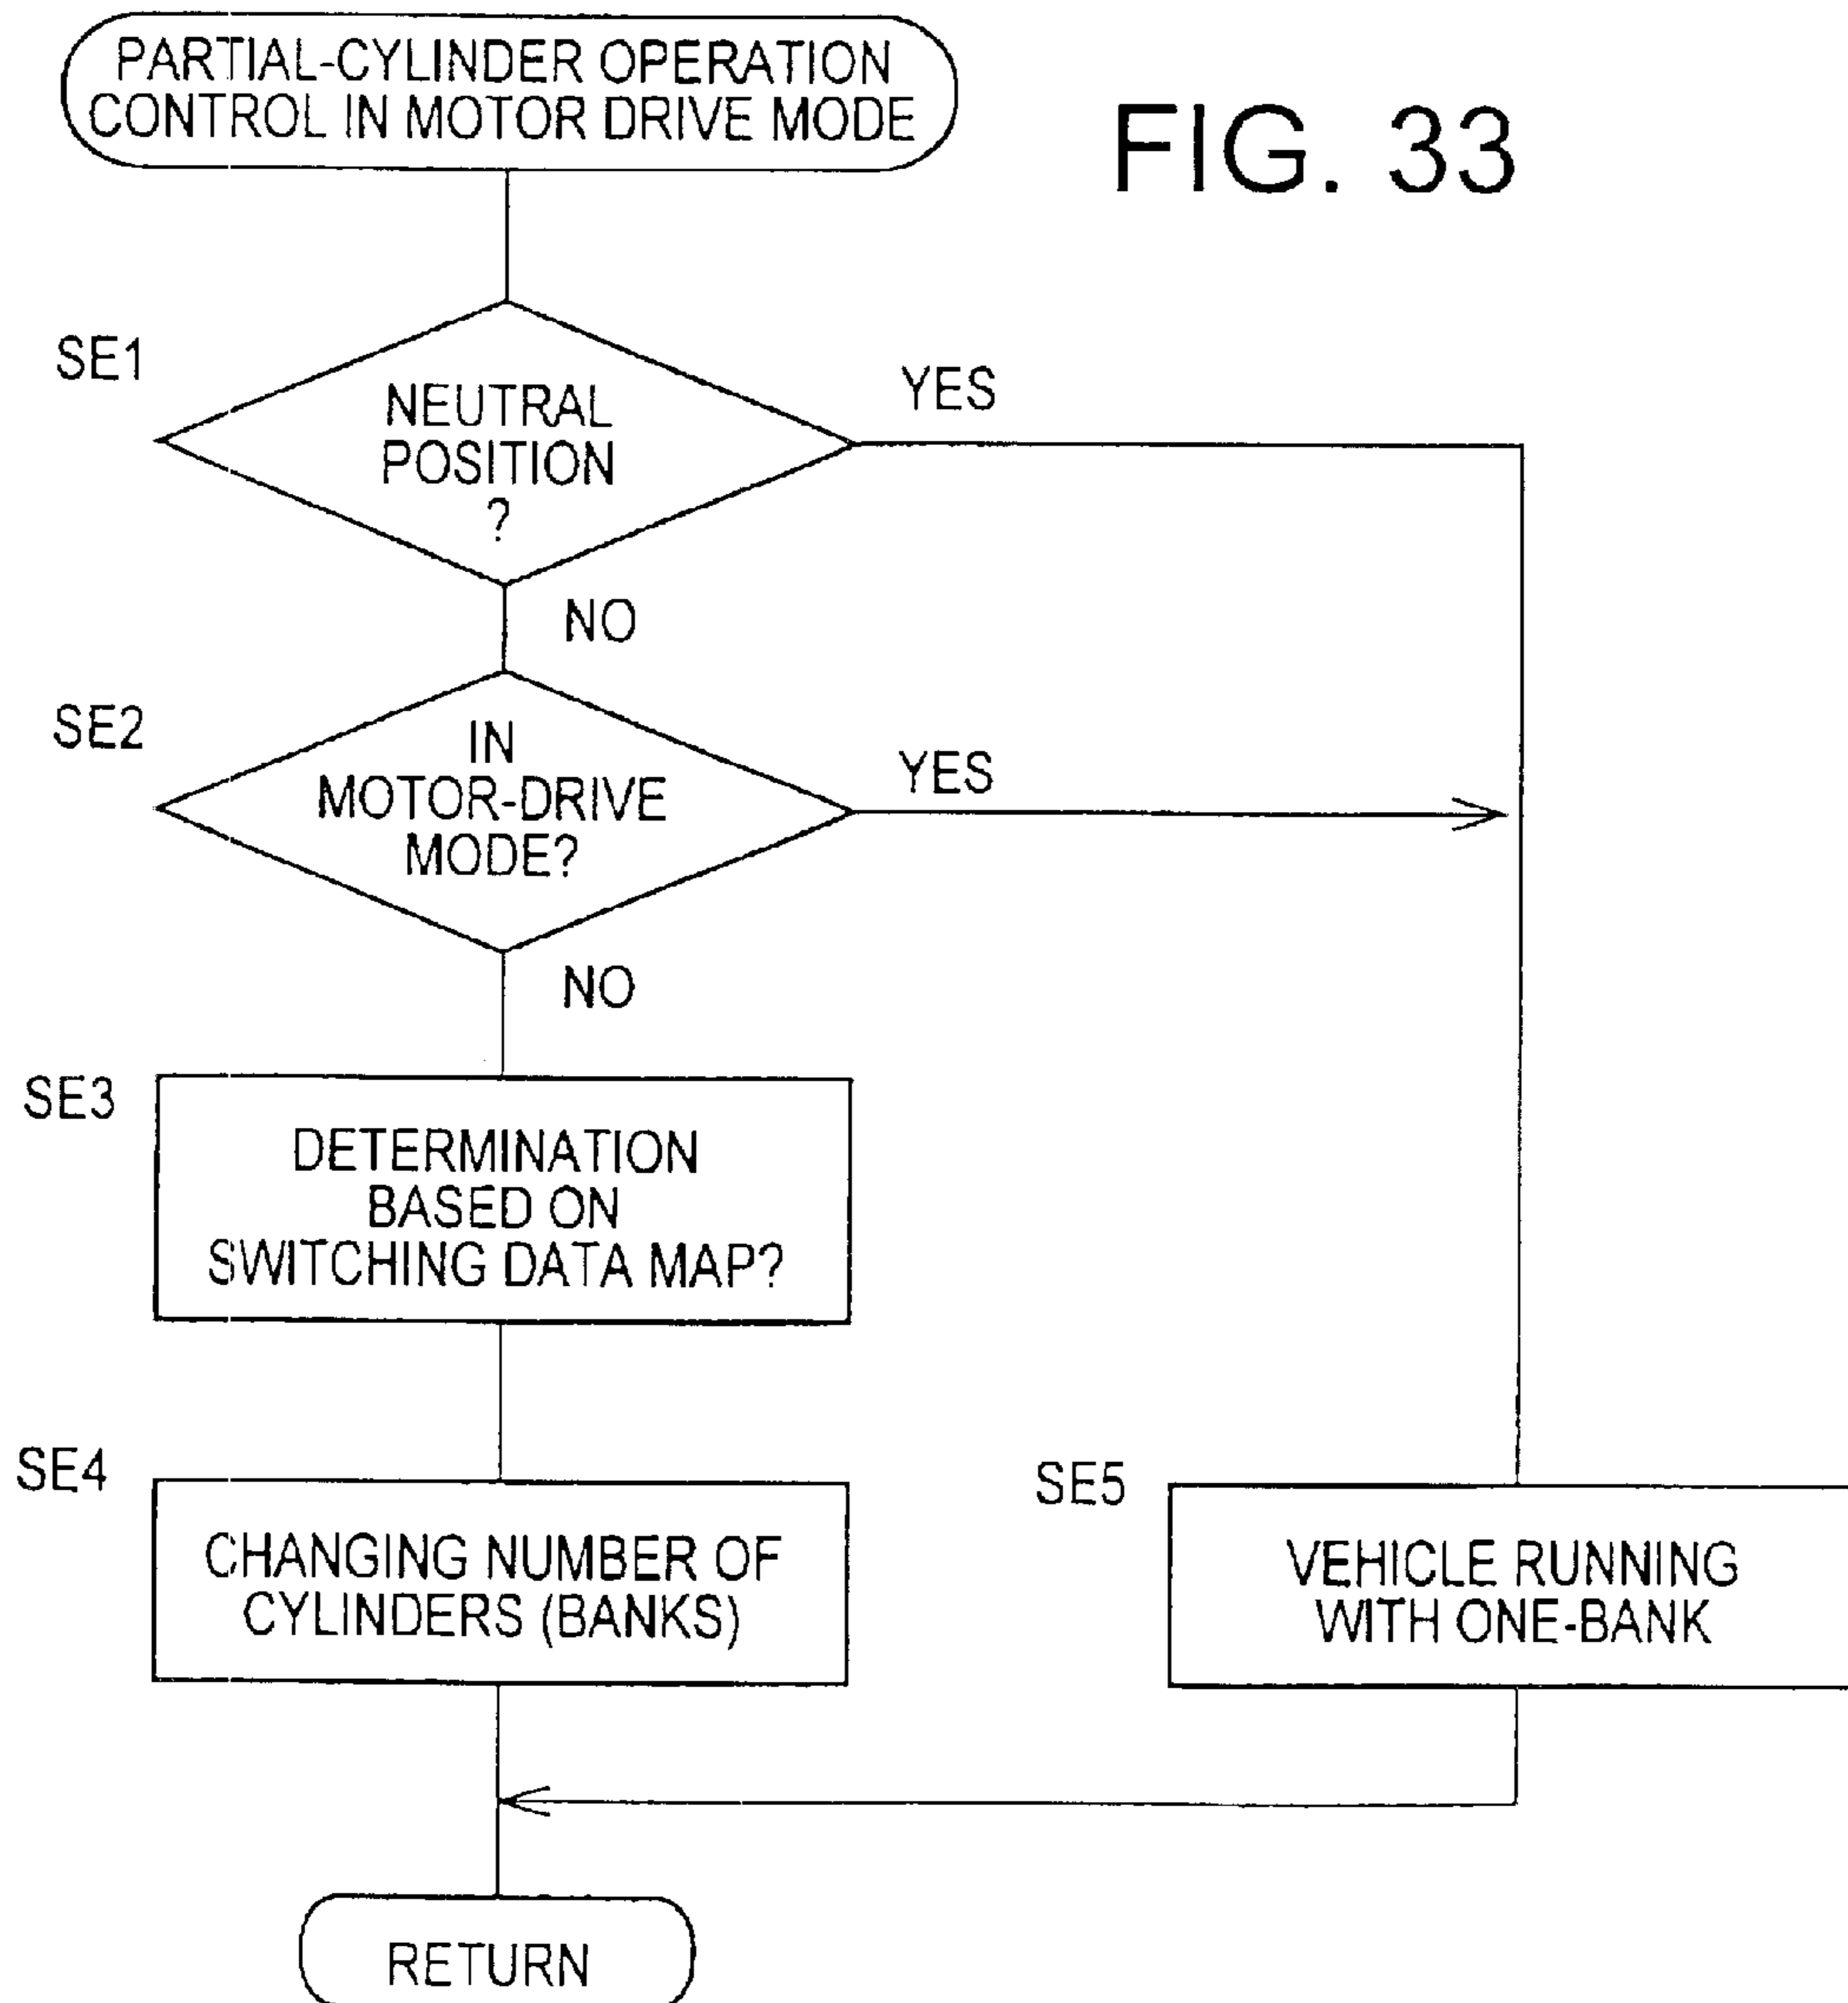 PARTIAL-CYLINDER OPERATION
CONTROL IN MOTOR DRIVE MODE
FIG. 33
SE1
NEUTRAL
POSITION
?
YES
NO
SE2
IN
MOTOR-DRIVE
MODE?
YES
NO
SE3
DETERMINATION
BASED ON
SWITCHING DATA MAP?
SE4
CHANGING NUMBER OF
CYLINDERS (BANKS)
SE5
VEHICLE RUNNING
WITH ONE-BANK
RETURN